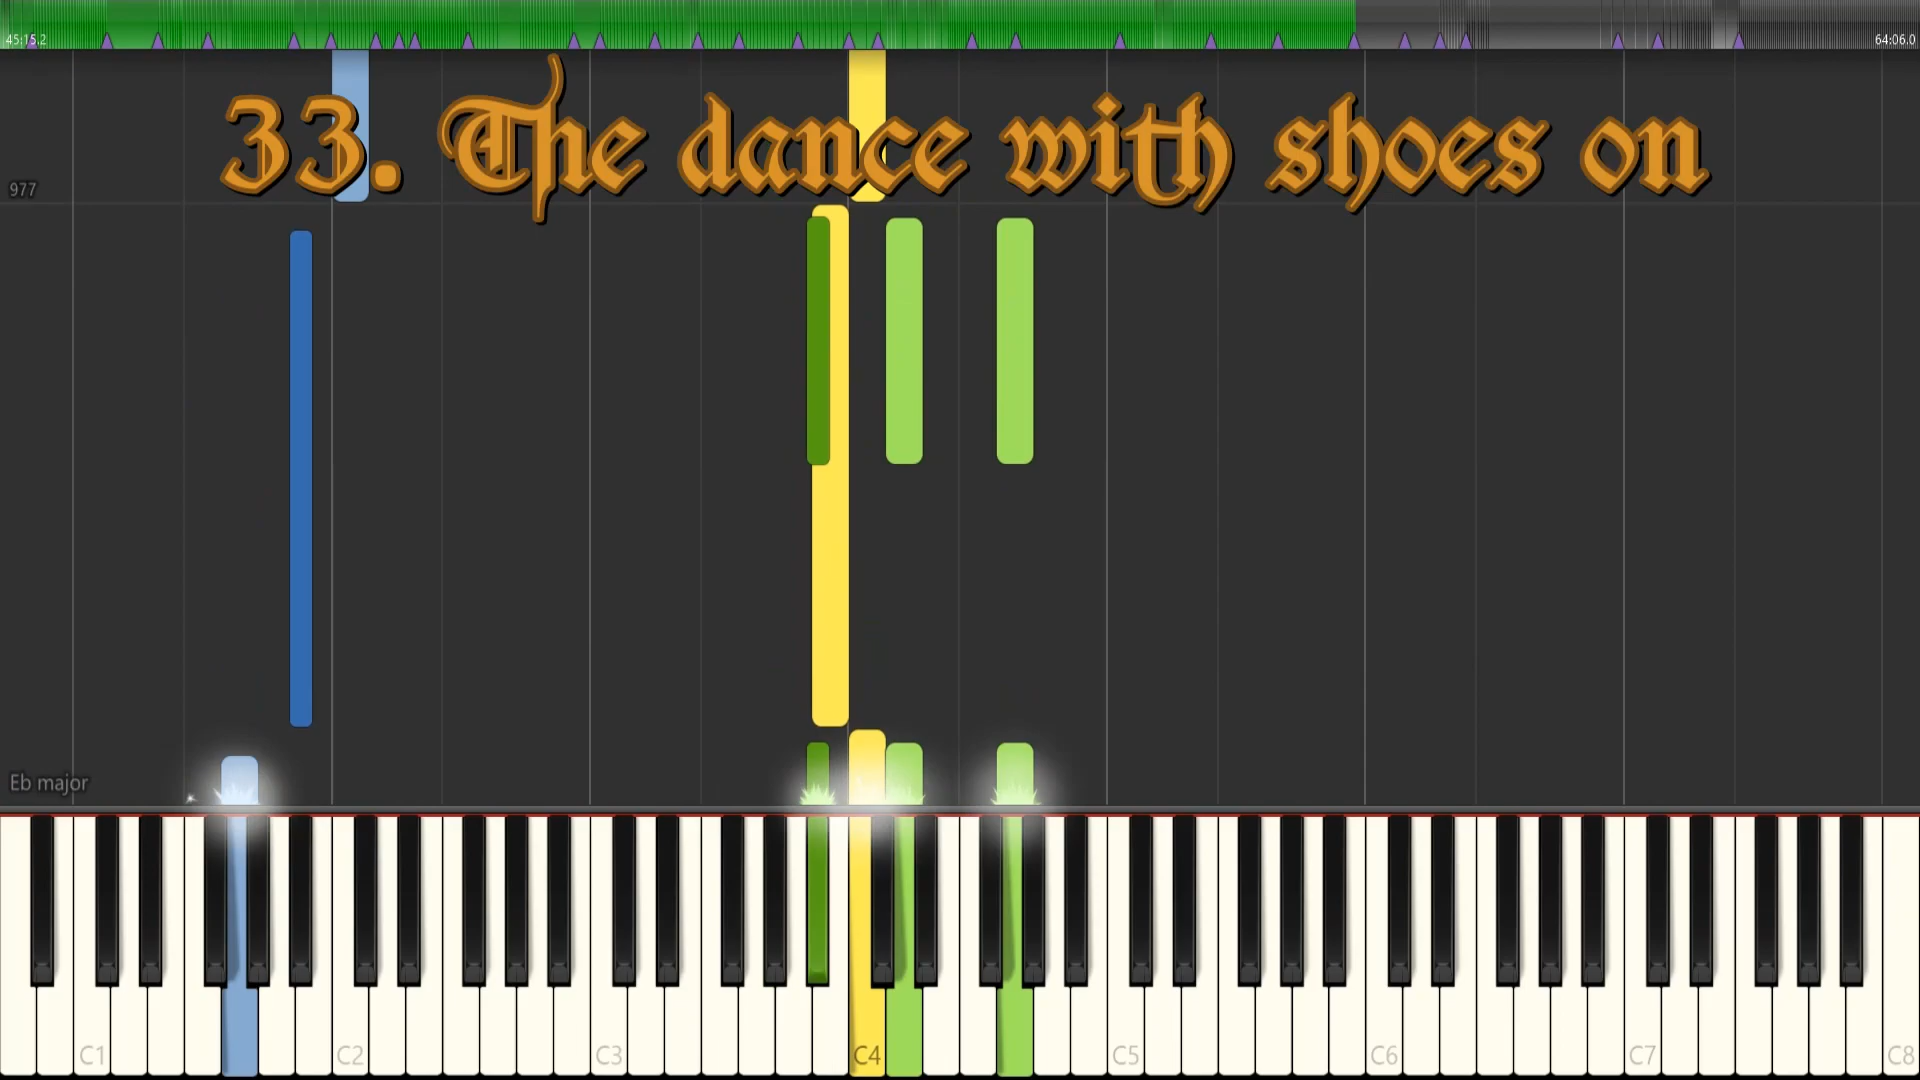 45:15.2
64:06.0
33. The dance with shoes on
977
Eb major
C1 C2 C3 C4 C5 C6 C7 C8